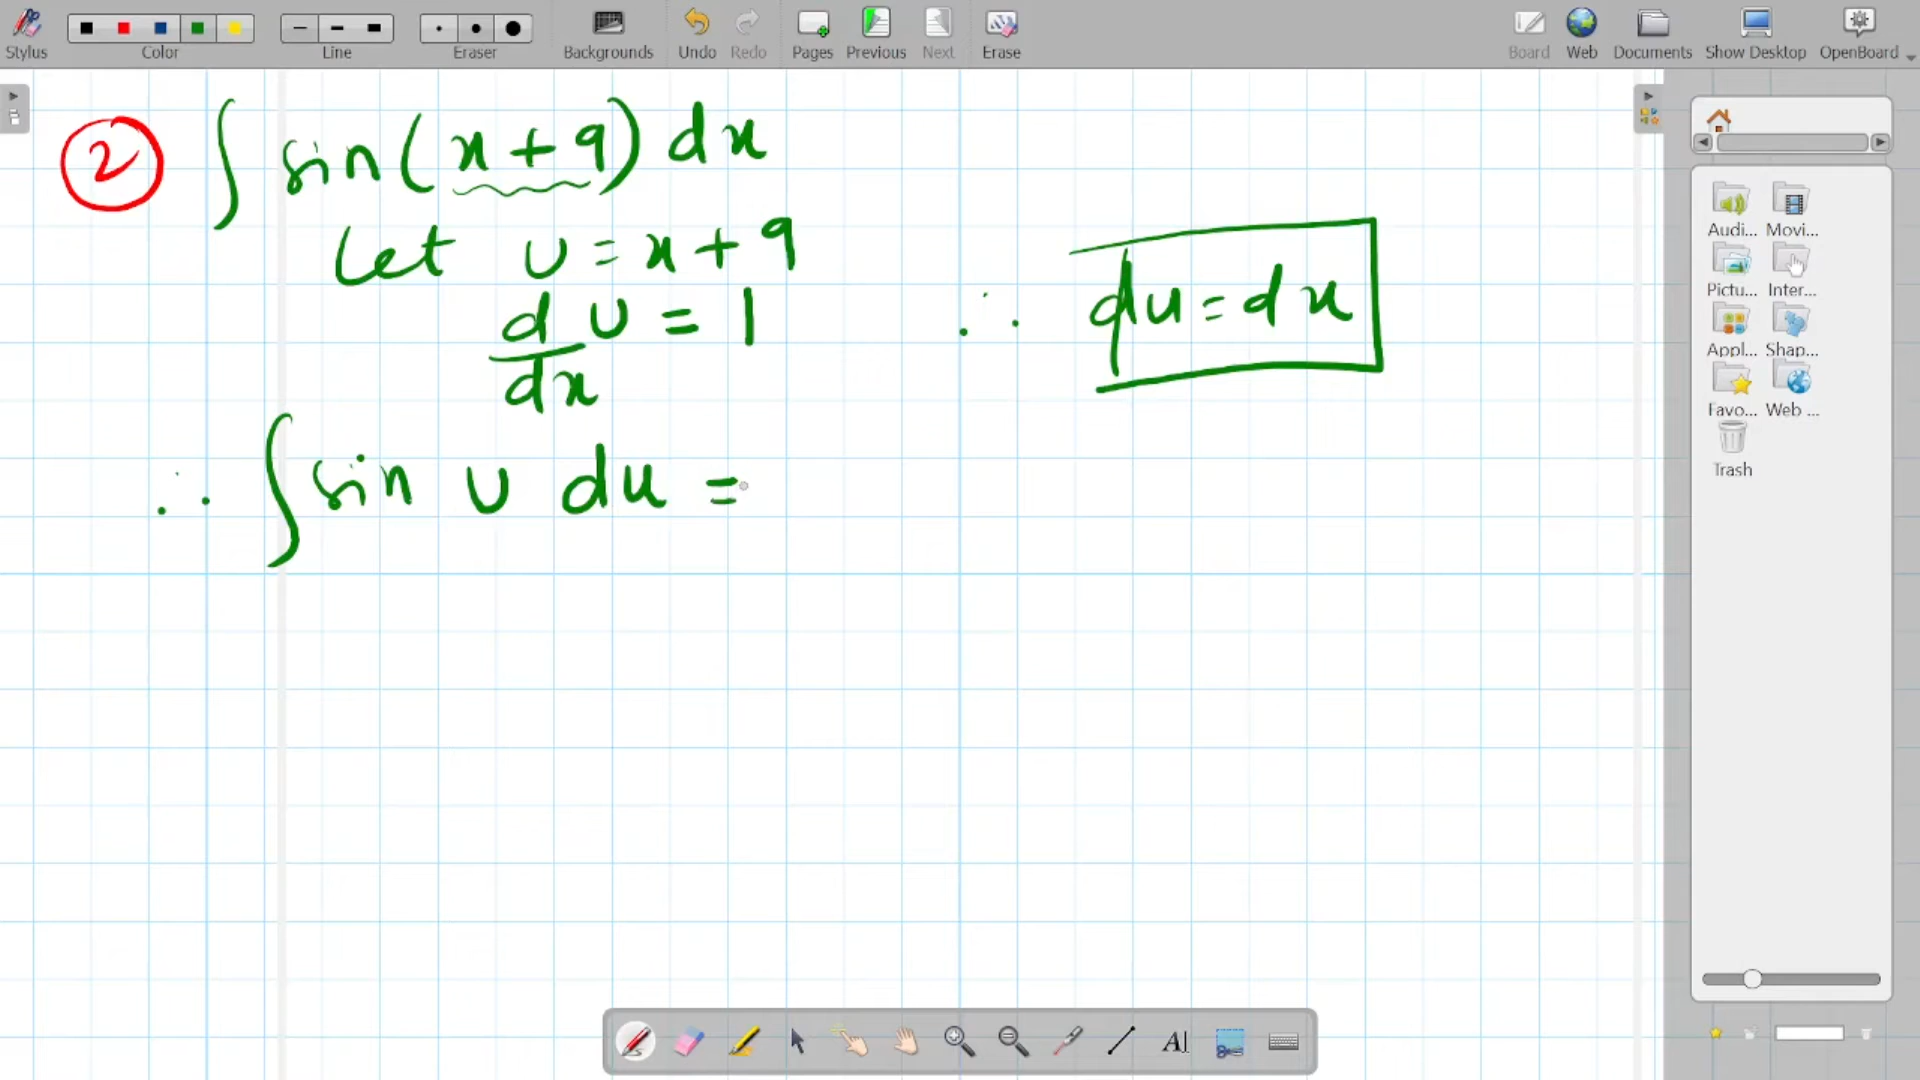 Stylus
Color
Line
Eraser
Backgrounds
Undo
Redo
Pages
Previous
Next
Erase
Board
Web
Documents
Show Desktop
OpenBoard
② ∫ sin(x+9) dx
Let u = x + 9
d/dx u = 1
∴ du = dx
∴ ∫ sin u du =
Audi... Movi...
Pictu... Inter...
Appl... Shap...
Favo... Web ...
Trash